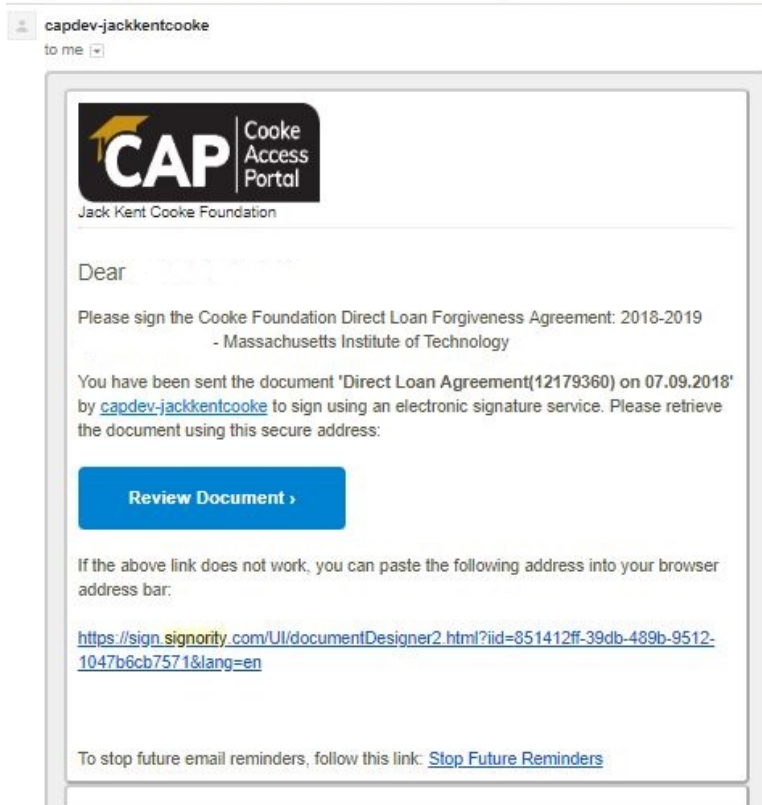 capdev-jackkentcooke
to me
CAP Cooke
Access
Portal
Jack Kent Cooke Foundation
Dear
Please sign the Cooke Foundation Direct Loan Forgiveness Agreement: 2018-2019
- Massachusetts Institute of Technology
You have been sent the document 'Direct Loan Agreement(12179360) on 07.09.2018'
by capdev-jackkentcooke to sign using an electronic signature service. Please retrieve
the document using this secure address:
Review Document ›
If the above link does not work, you can paste the following address into your browser
address bar:
https://sign.signority.com/UI/documentDesigner2.html?iid=851412ff-39db-489b-9512-
1047b6cb7571&lang=en
To stop future email reminders, follow this link: Stop Future Reminders